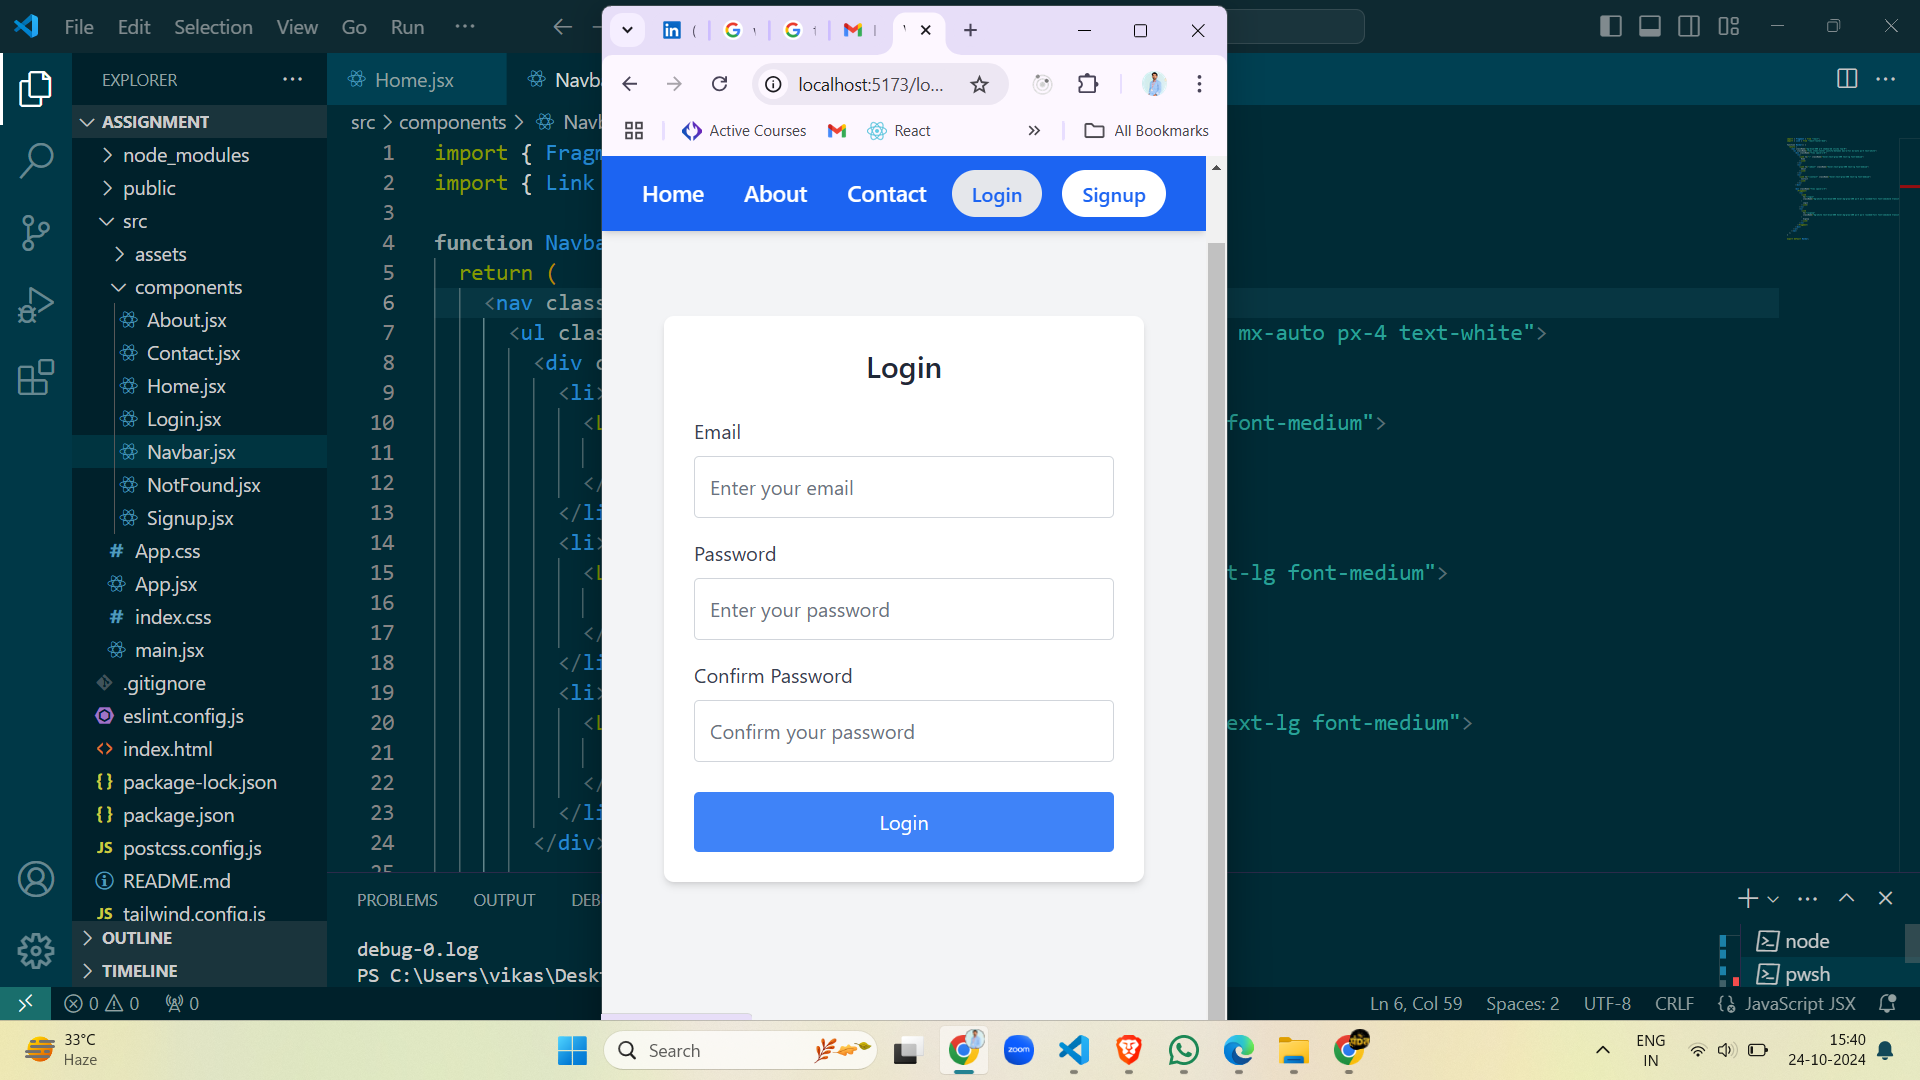 File Edit Selection View Go Run
EXPLORER
ASSIGNMENT
node_modules
public
src
assets
components
About.jsx
Contact.jsx
Home.jsx
Login.jsx
Navbar.jsx
NotFound.jsx
Signup.jsx
App.css
App.jsx
index.css
main.jsx
.gitignore
eslint.config.js
index.html
package-lock.json
package.json
postcss.config.js
README.md
tailwind.config.js
OUTLINE
TIMELINE
Home.jsx Navba
src > components > Navb
1 import { Fragm
2 import { Link
3
4 function Navba
5 return (
6 <nav class
7 <ul clas mx-auto px-4 text-white">
8 <div c
9 <li>
10 <L font-medium">
11
12 </
13 </li
14 <li>
15 <L t-lg font-medium">
16
17 </
18 </li
19 <li>
20 <L ext-lg font-medium">
21
22 </
23 </li
24 </div>
25
PROBLEMS OUTPUT DEB
debug-0.log
PS C:\Users\vikas\Deskt
node
pwsh
0 0 0
Ln 6, Col 59 Spaces: 2 UTF-8 CRLF JavaScript JSX
localhost:5173/lo...
Active Courses React All Bookmarks
Home About Contact Login Signup
Login
Email
Enter your email
Password
Enter your password
Confirm Password
Confirm your password
Login
33°C
Haze
Search
zoom
ENG
IN
15:40
24-10-2024